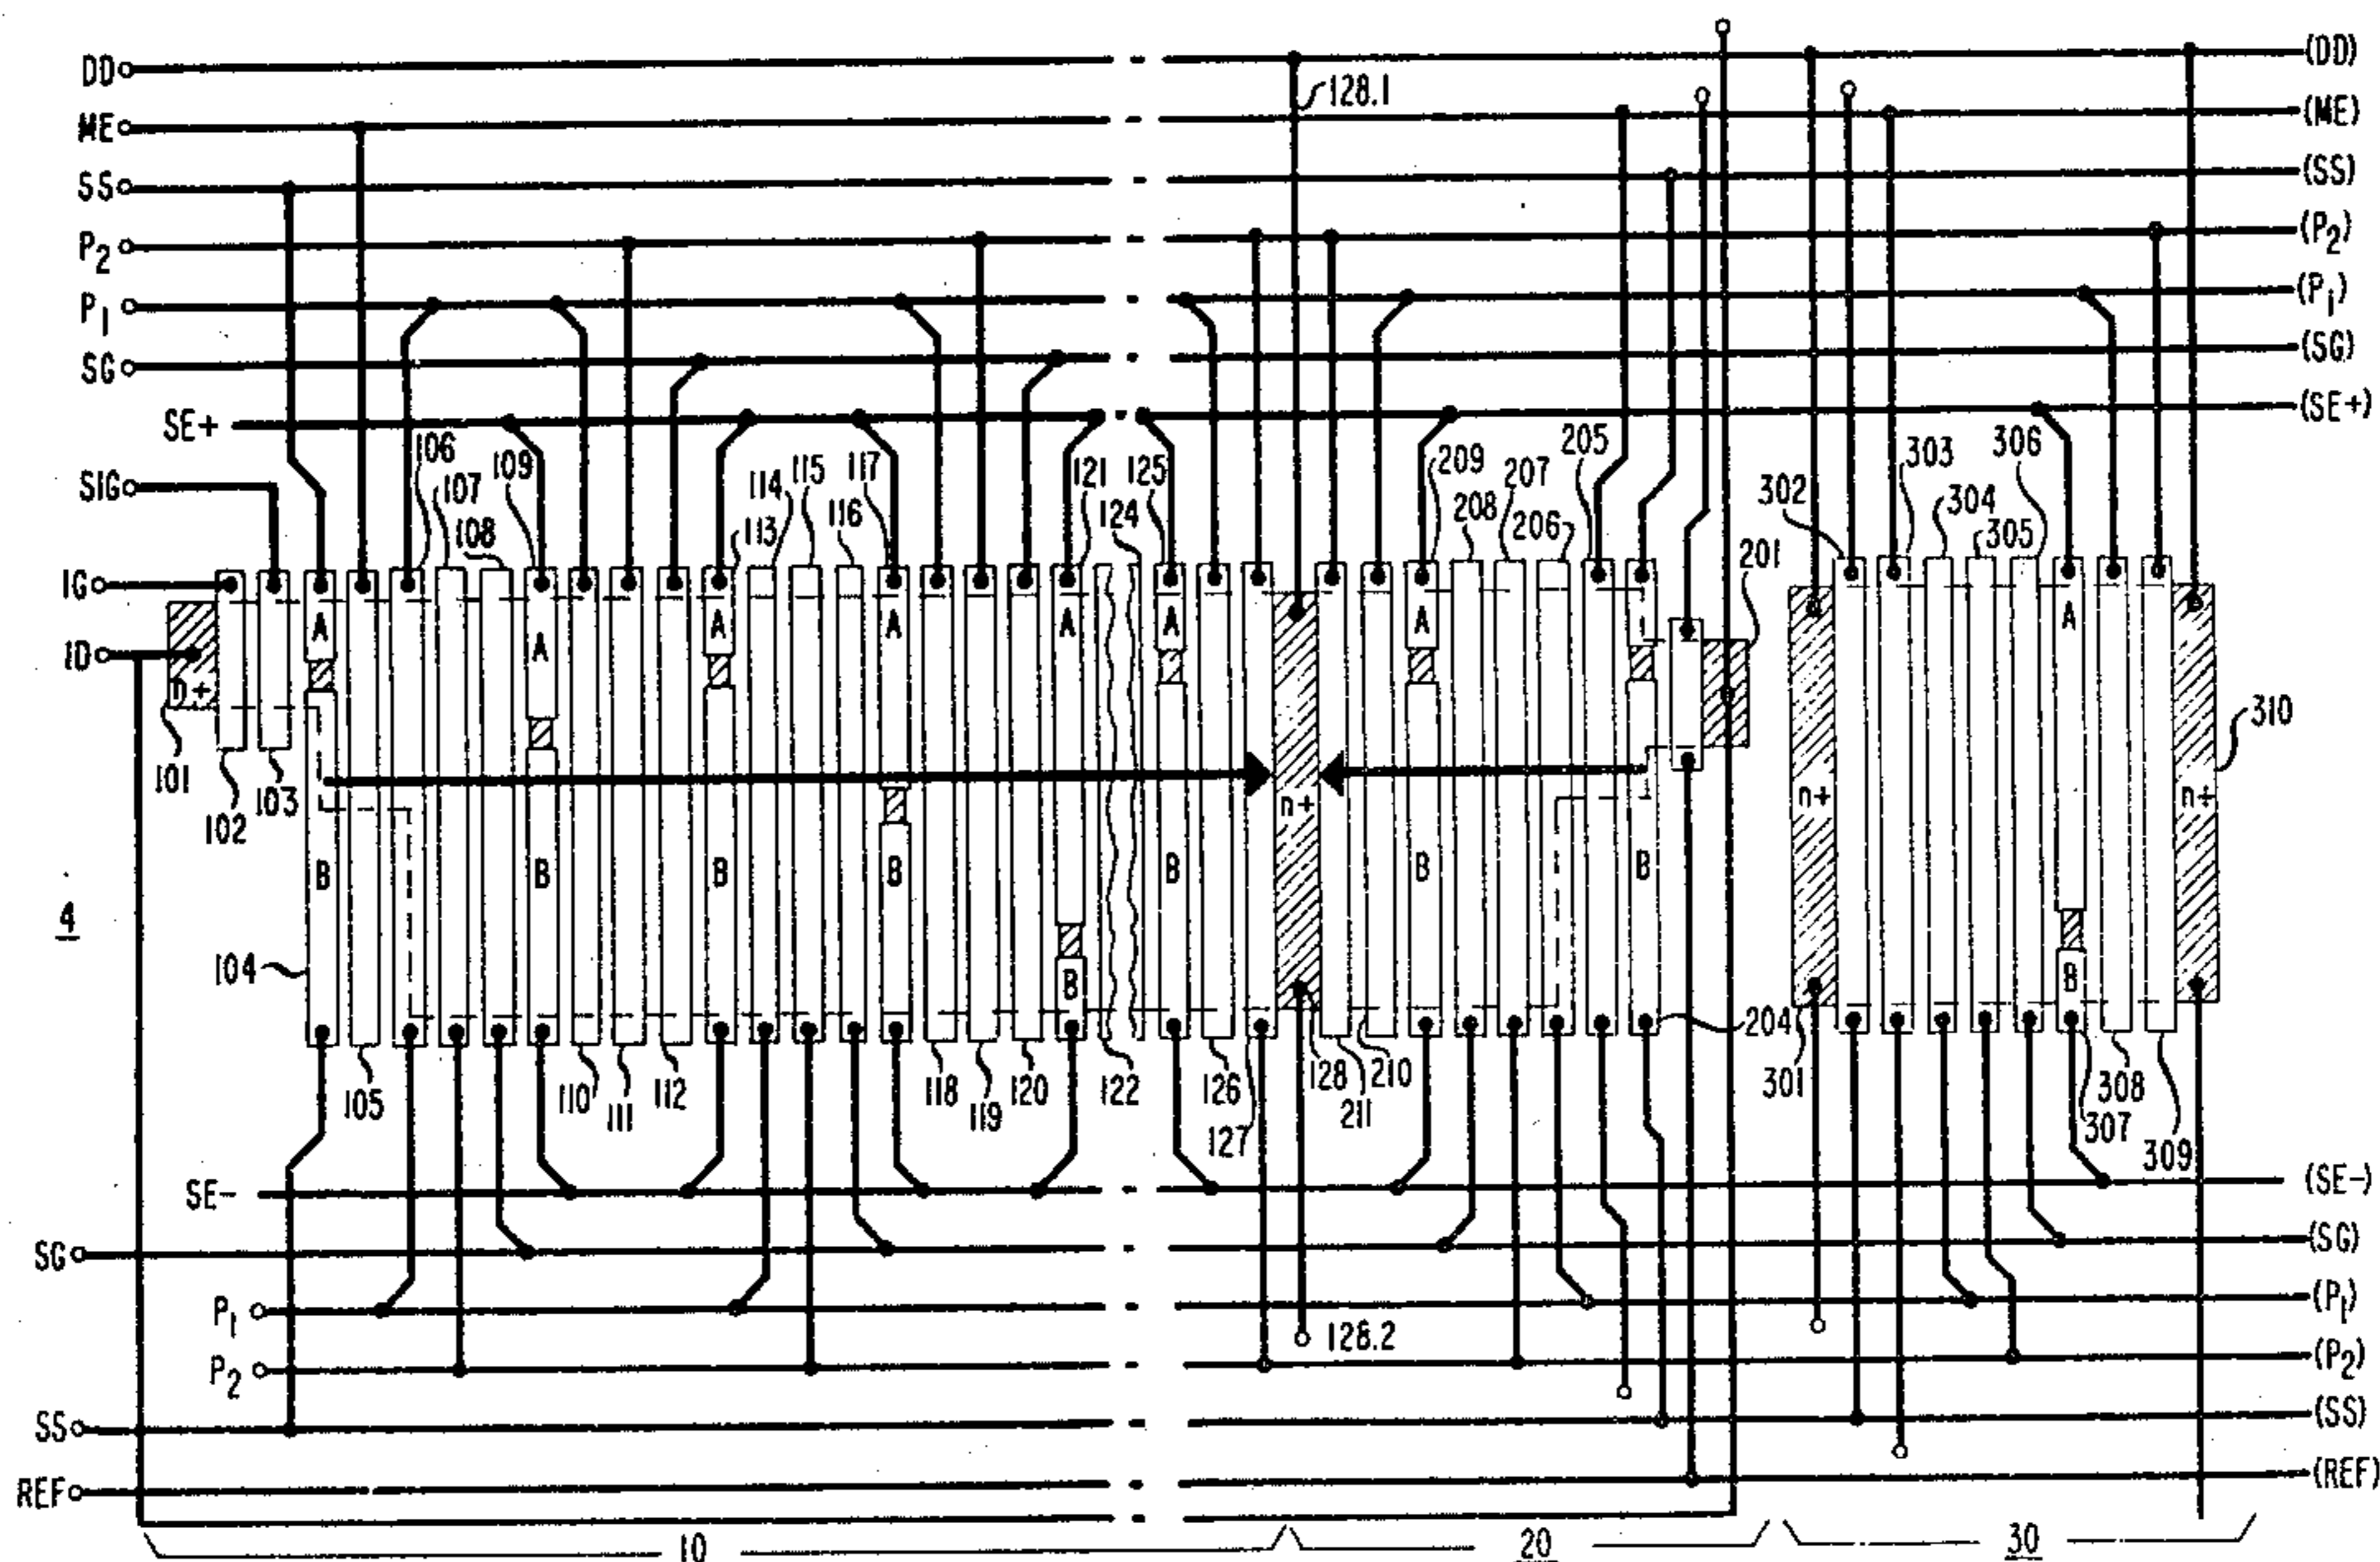 DD (DD)
128.1
ME (ME)
SS (SS)
P2 (P2)
P1 (P1)
SG (SG)
SE+ (SE+)
106 109 107 108 114 115 117 116 113 121 125 124 209 208 207 206 205 302 303 304 305 306
SIG
201
IG
A A A A A A A A
ID
n+
310
101 102 103
n+ n+ n+
B B B B B B B B
4
104
B B
204
105 110 111 112 118 119 120 122 126 127 128 211 210 301 308 307 309
SE- (SE-)
SG (SG)
P1 (P1)
128.2
P2 (P2)
SS (SS)
REF (REF)
10 20 30